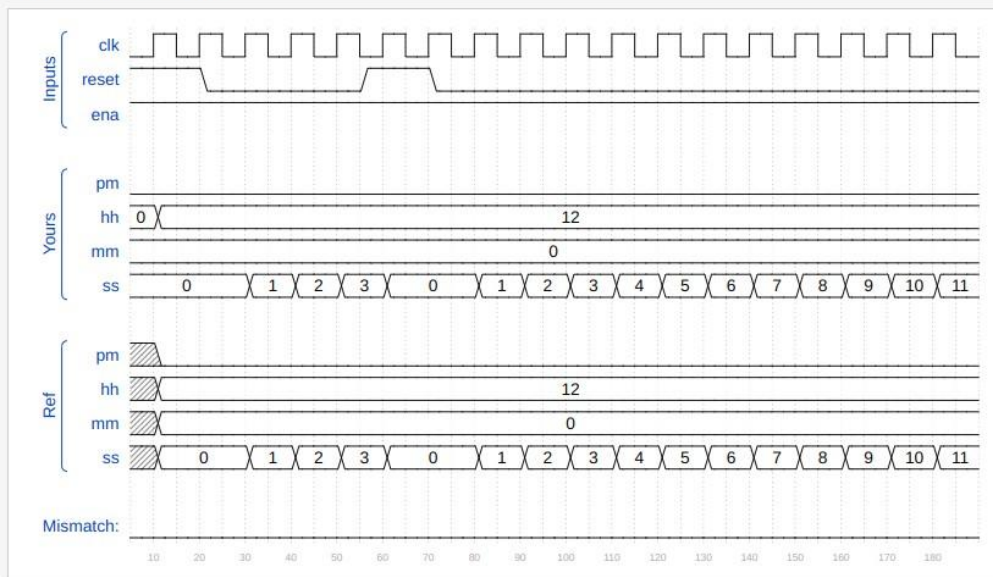 Inputs
clk
reset
ena
Yours
pm
hh 0 12
mm 0
ss 0 1 2 3 0 1 2 3 4 5 6 7 8 9 10 11
Ref
pm
hh 12
mm 0
ss 0 1 2 3 0 1 2 3 4 5 6 7 8 9 10 11
Mismatch:
10 20 30 40 50 60 70 80 90 100 110 120 130 140 150 160 170 180